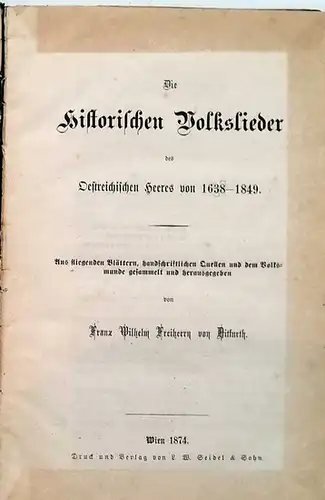 Die
Historischen Volkslieder
des
Oestreichischen Heeres von 1638–1849.
Aus fliegenden Blättern, handschriftlichen Quellen und dem Volks-
munde gesammelt und herausgegeben
von
Franz Wilhelm Freiherrn von Ditfurth.
Wien 1874.
Druck und Verlag von L. W. Seidel & Sohn.